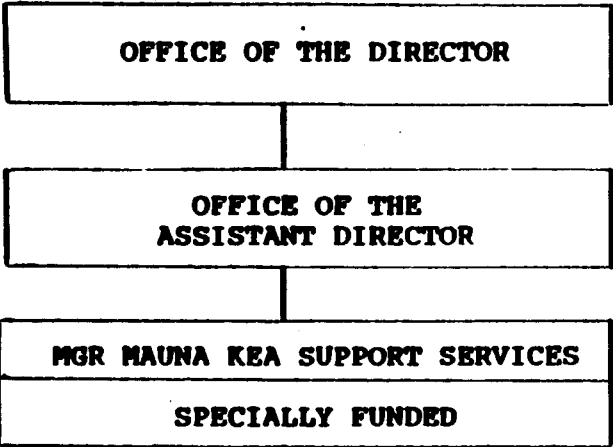 OFFICE OF THE DIRECTOR
OFFICE OF THE
ASSISTANT DIRECTOR
MGR MAUNA KEA SUPPORT SERVICES
SPECIALLY FUNDED